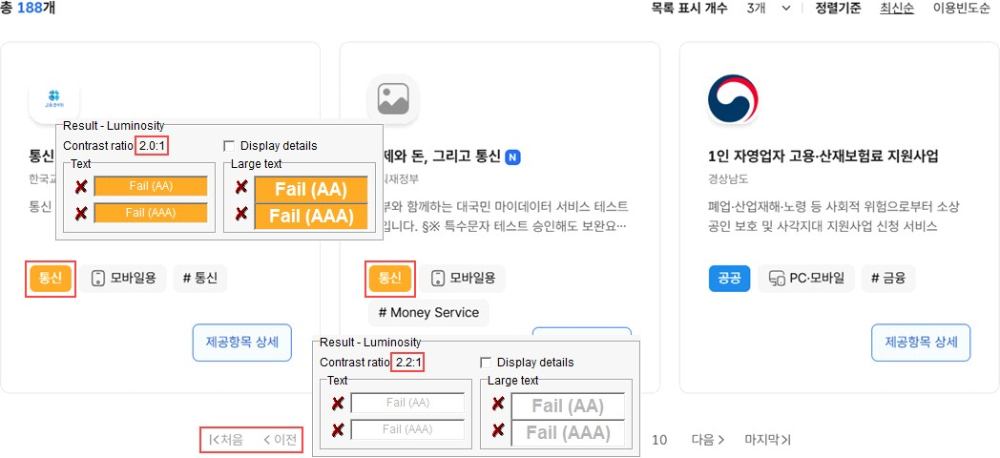 총 188개
목록 표시 개수 3개 정렬기준 최신순 이용빈도순
Result - Luminosity
Contrast ratio 2.0:1 Display details
Text
Fail (AA)
Fail (AAA)
Large text
Fail (AA)
Fail (AAA)
통신
한국교
통신
통신 모바일용 # 통신
제공항목 상세
제와 돈, 그리고 통신 N
획재정부
부와 함께하는 대국민 마이데이터 서비스 테스트
입니다. §※ 특수문자 테스트 승인해도 보완요…
통신 모바일용
# Money Service
1인 자영업자 고용·산재보험료 지원사업
경상남도
폐업·산업재해·노령 등 사회적 위험으로부터 소상
공인 보호 및 사각지대 지원사업 신청 서비스
공공 PC·모바일 # 금융
제공항목 상세
Result - Luminosity
Contrast ratio 2.2:1 Display details
Text
Fail (AA)
Fail (AAA)
Large text
Fail (AA)
Fail (AAA)
처음 이전 10 다음 마지막